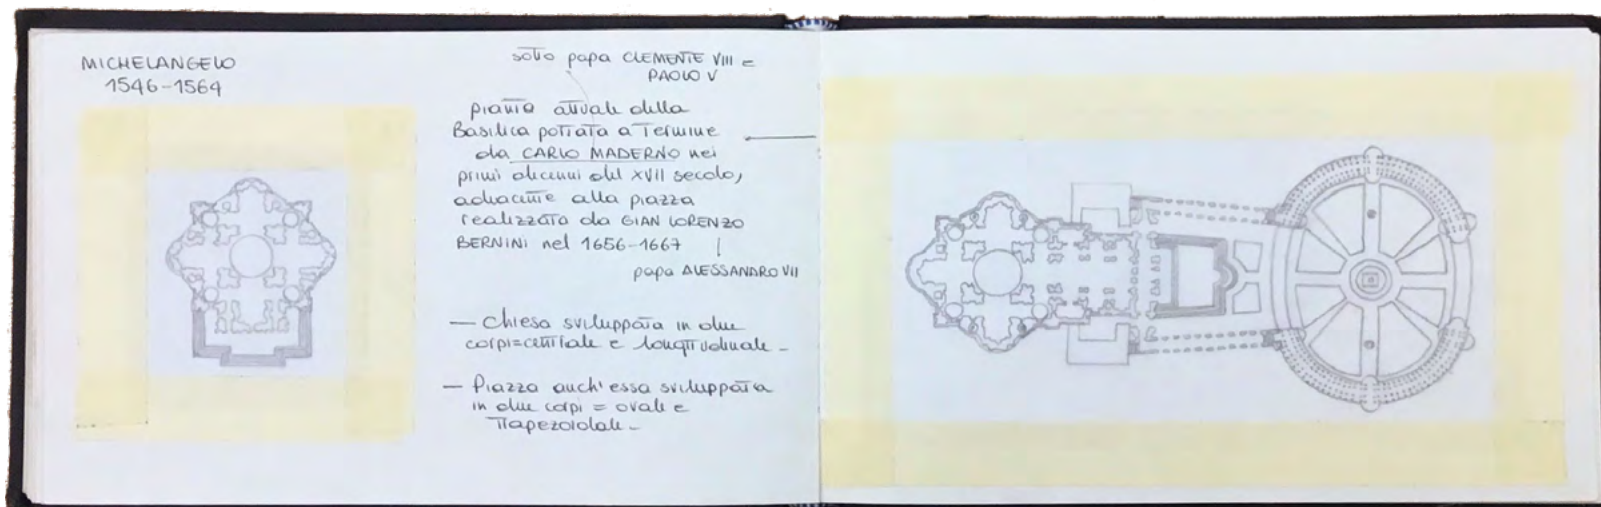 MICHELANGELO
1546-1564
sotto papa CLEMENTE VIII e
PAOLO V
pianta attuale della
Basilica portata a termine
da CARLO MADERNO nei
primi decenni del XVII secolo,
adiacente alla piazza
realizzata da GIAN LORENZO
BERNINI nel 1656-1667
papa ALESSANDRO VII
— Chiesa sviluppata in due
corpi=centrale e longitudinale -
— Piazza anch'essa sviluppata
in due corpi = ovale e
trapezoidale -